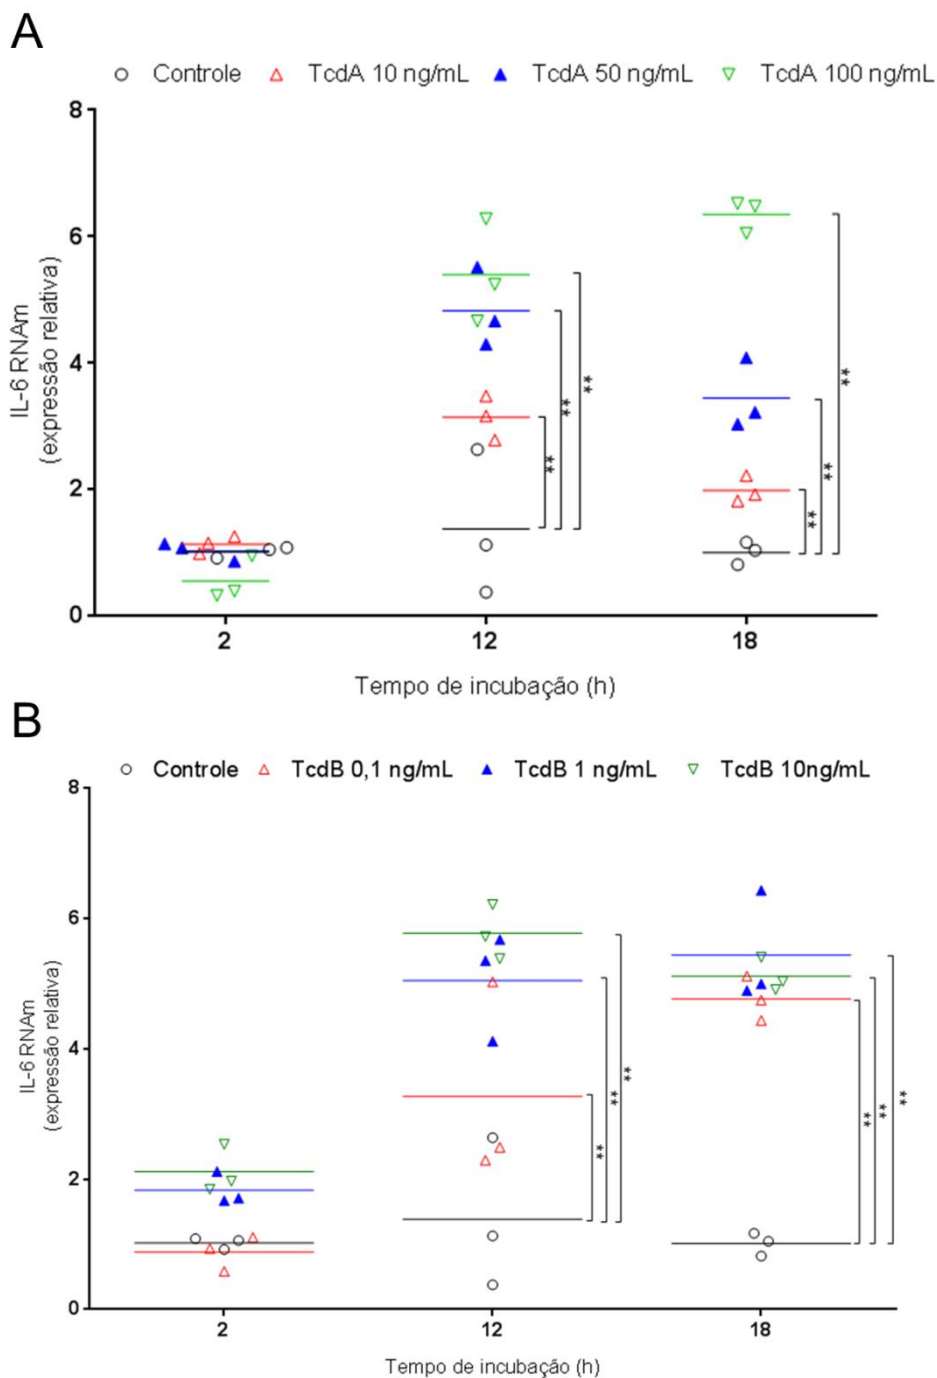 A
Controle TcdA 10 ng/mL TcdA 50 ng/mL TcdA 100 ng/mL
8
6
4
2
0
IL-6 RNAm
(expressão relativa)
**
**
**
**
**
**
2 12 18
Tempo de incubação (h)
B
Controle TcdB 0,1 ng/mL TcdB 1 ng/mL TcdB 10ng/mL
8
6
4
2
0
IL-6 RNAm
(expressão relativa)
**
**
**
**
**
**
2 12 18
Tempo de incubação (h)